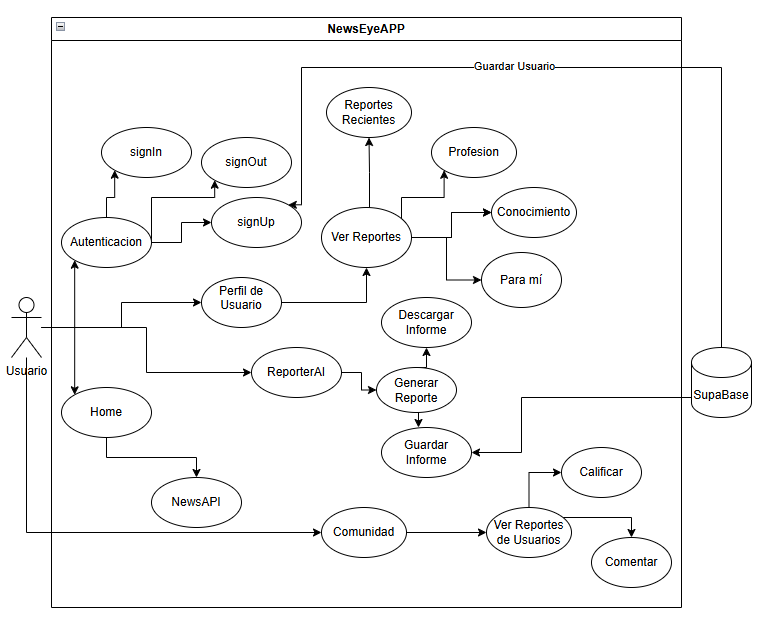 NewsEyeAPP
Guardar Usuario
Reportes
Recientes
signIn
signOut
Profesion
signUp
Conocimiento
Autenticacion
Ver Reportes
Para mí
Perfil de
Usuario
Descargar
Informe
Usuario
ReporterAI
Generar
Reporte
SupaBase
Home
Guardar
Informe
Calificar
NewsAPI
Comunidad
Ver Reportes
de Usuarios
Comentar